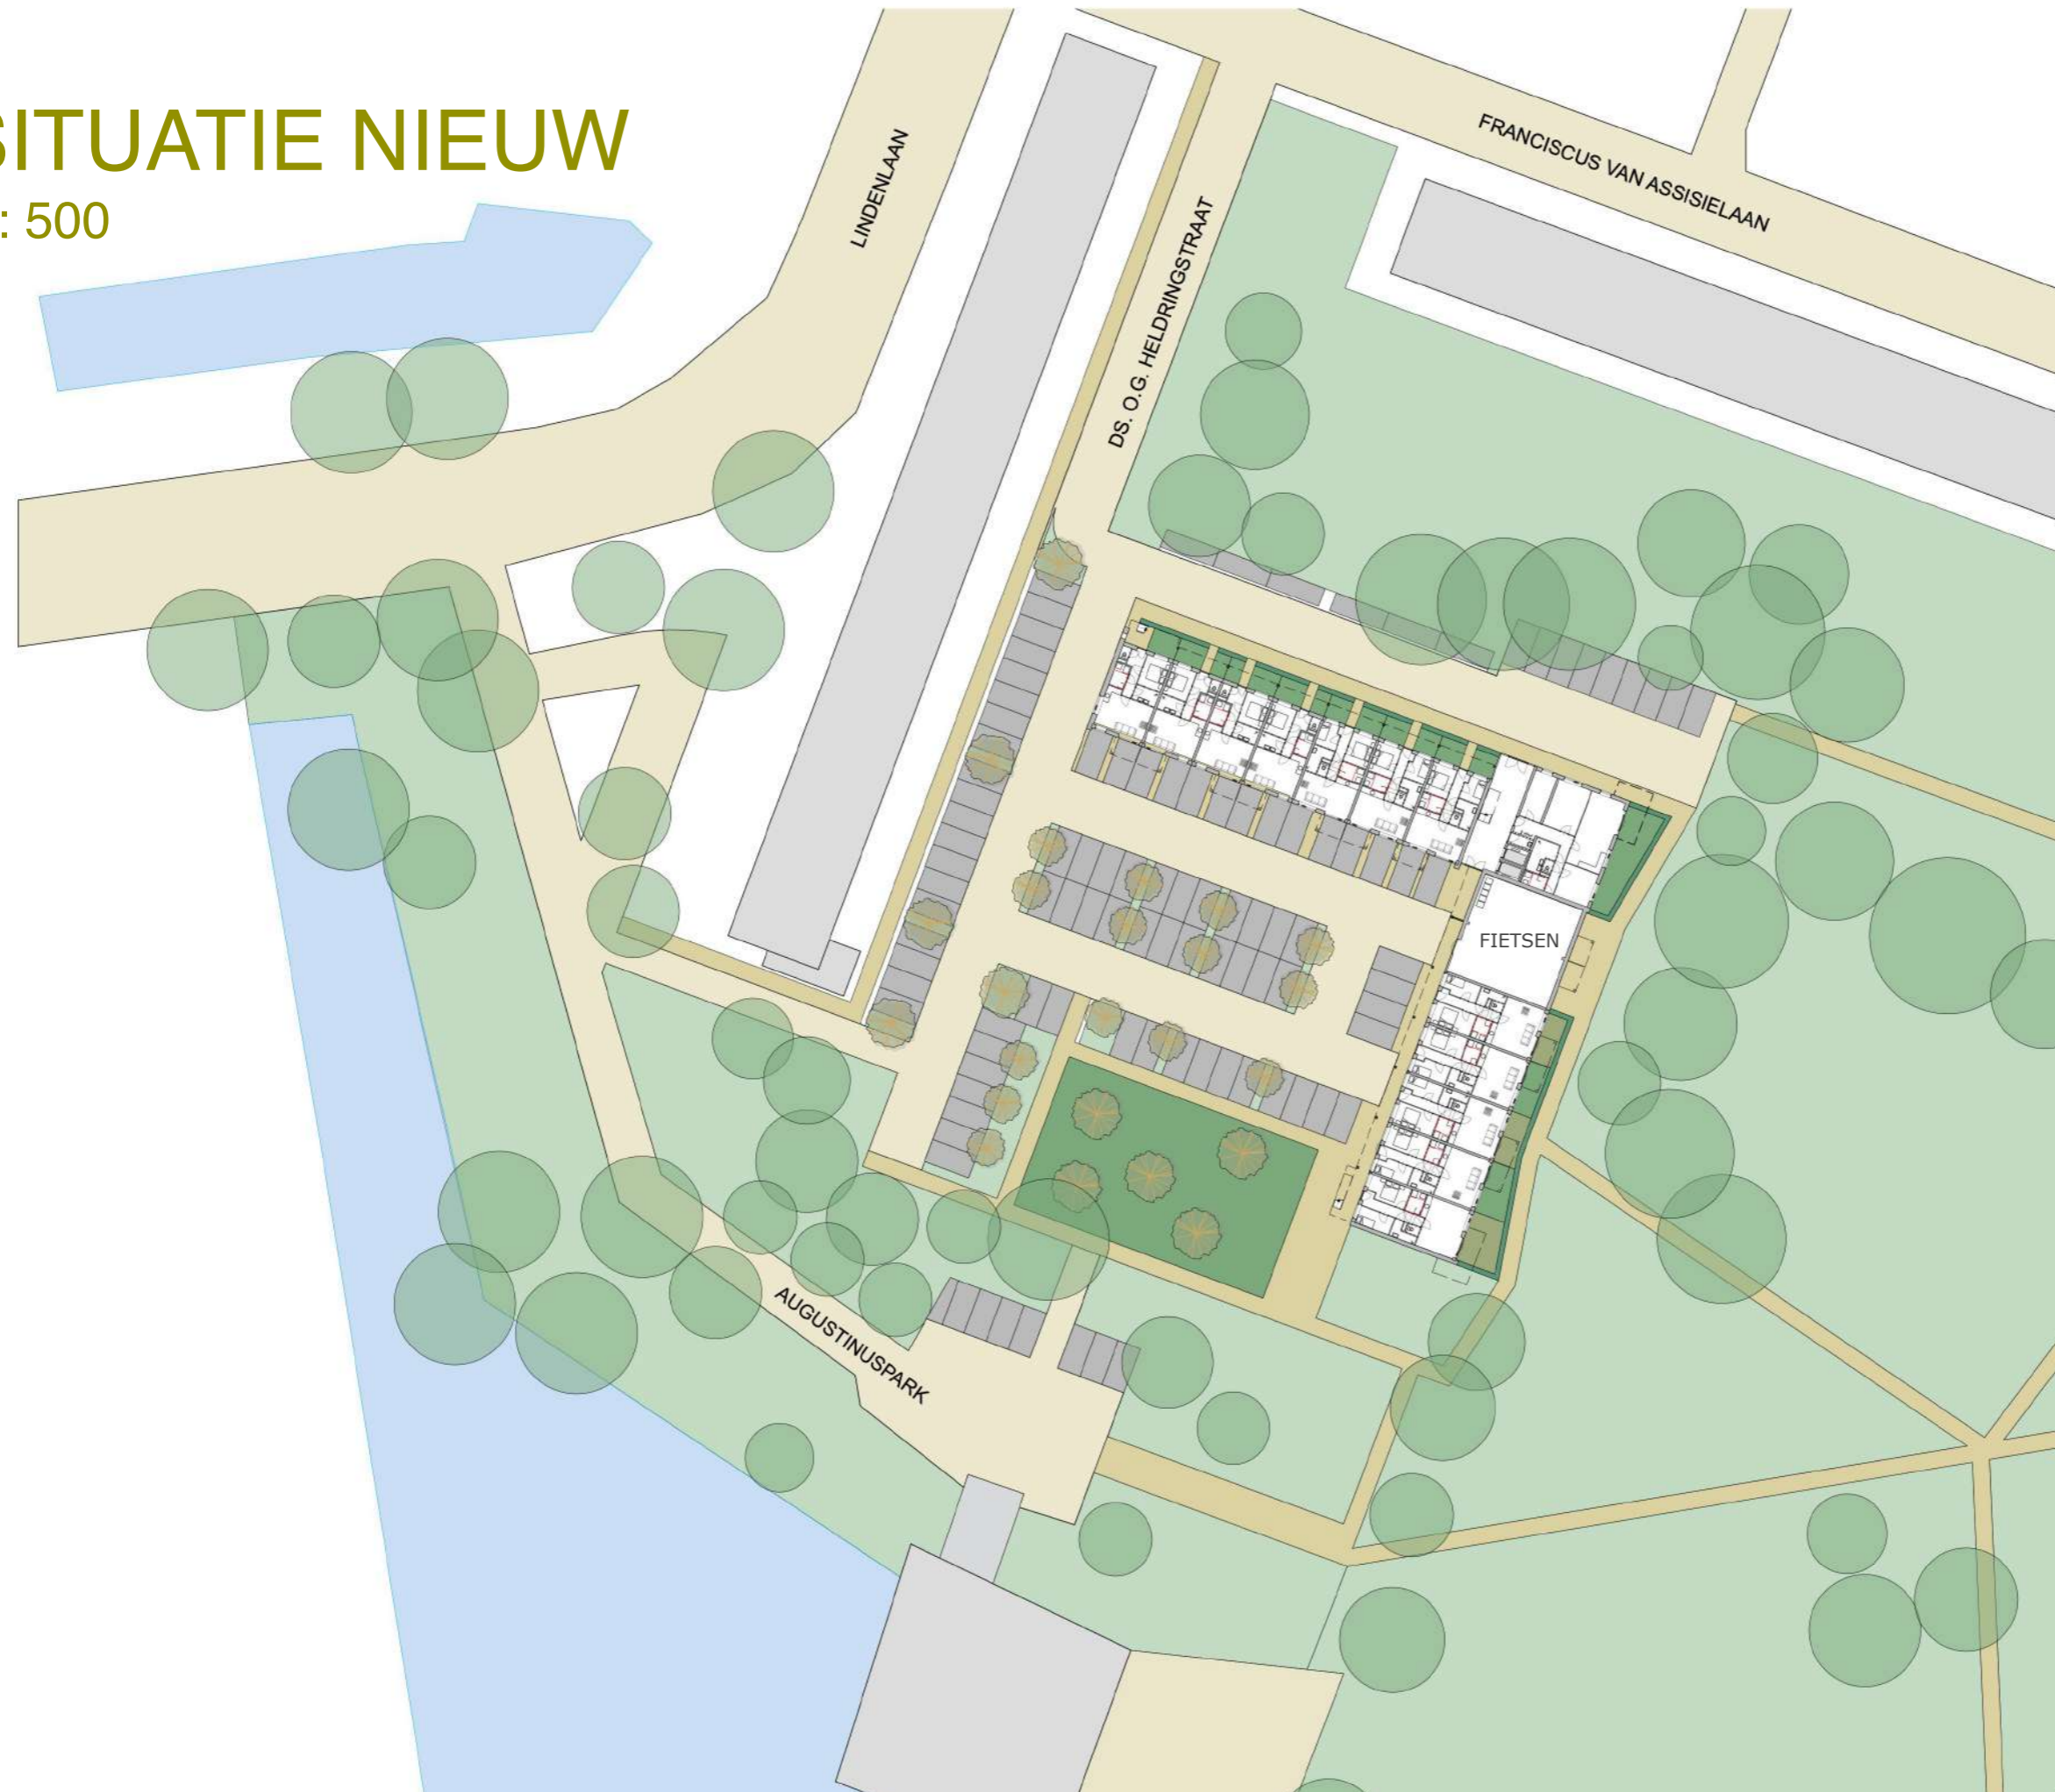 SITUATIE NIEUW
: 500
LINDENLAAN
FRANCISCUS VAN ASSISIELAAN
DS. O.G. HELDRINGSTRAAT
FIETSEN
AUGUSTINUSPARK